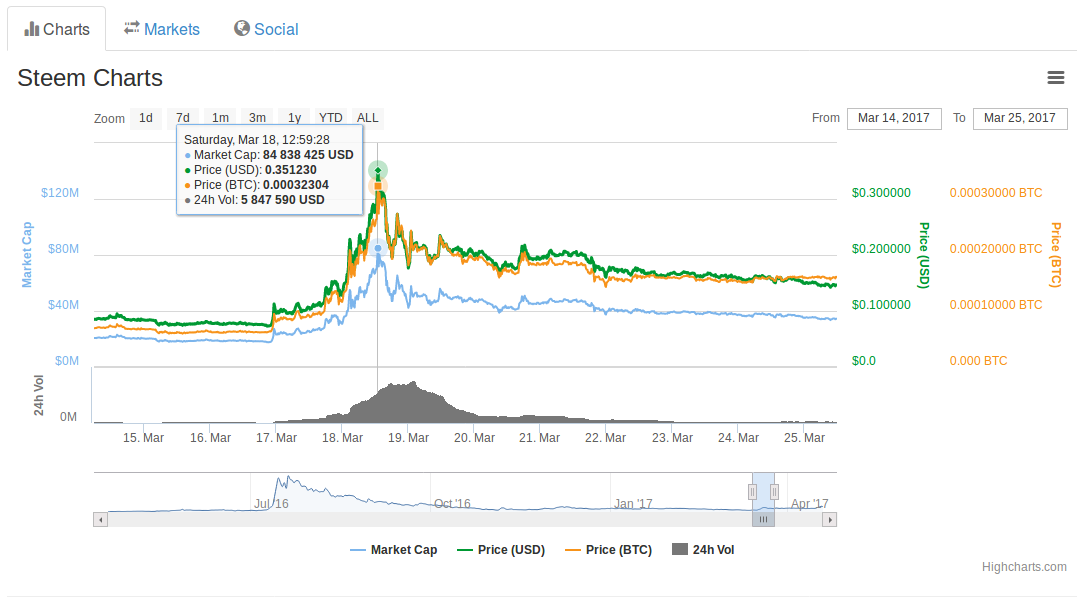 Charts Markets Social
Steem Charts
Zoom 1d 7d 1m 3m 1y YTD ALL From Mar 14, 2017 To Mar 25, 2017
Saturday, Mar 18, 12:59:28
● Market Cap: 84 838 425 USD
● Price (USD): 0.351230
● Price (BTC): 0.00032304
● 24h Vol: 5 847 590 USD
Market Cap
$120M
$80M
$40M
$0M
24h Vol
0M
$0.300000
$0.200000
$0.100000
$0.0
Price (USD)
0.00030000 BTC
0.00020000 BTC
0.00010000 BTC
0.000 BTC
Price (BTC)
15. Mar 16. Mar 17. Mar 18. Mar 19. Mar 20. Mar 21. Mar 22. Mar 23. Mar 24. Mar 25. Mar
Jul '16 Oct '16 Jan '17 Apr '17
Market Cap Price (USD) Price (BTC) 24h Vol
Highcharts.com